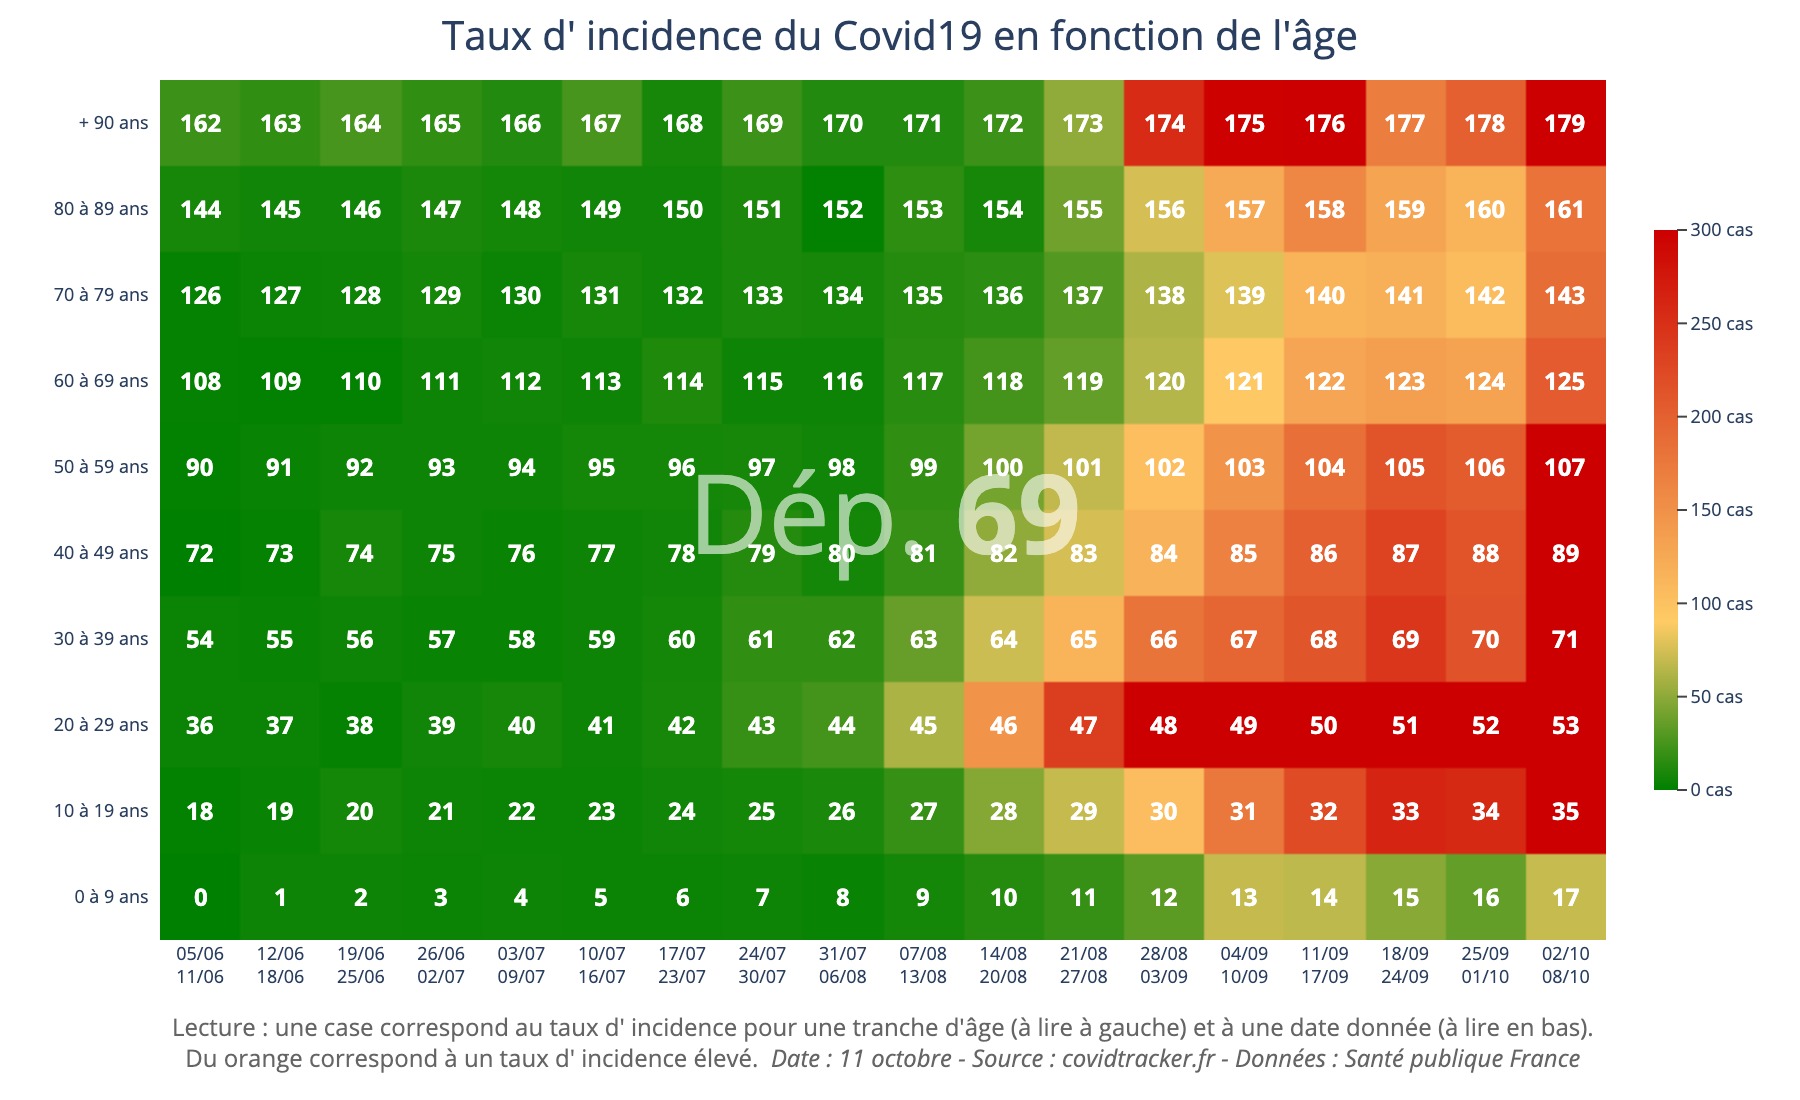 Taux d' incidence du Covid19 en fonction de l'âge
+ 90 ans 162 163 164 165 166 167 168 169 170 171 172 173 174 175 176 177 178 179
80 à 89 ans 144 145 146 147 148 149 150 151 152 153 154 155 156 157 158 159 160 161
70 à 79 ans 126 127 128 129 130 131 132 133 134 135 136 137 138 139 140 141 142 143
60 à 69 ans 108 109 110 111 112 113 114 115 116 117 118 119 120 121 122 123 124 125
50 à 59 ans 90 91 92 93 94 95 96 97 98 99 100 101 102 103 104 105 106 107
Dép. 69
40 à 49 ans 72 73 74 75 76 77 78 79 80 81 82 83 84 85 86 87 88 89
30 à 39 ans 54 55 56 57 58 59 60 61 62 63 64 65 66 67 68 69 70 71
20 à 29 ans 36 37 38 39 40 41 42 43 44 45 46 47 48 49 50 51 52 53
10 à 19 ans 18 19 20 21 22 23 24 25 26 27 28 29 30 31 32 33 34 35
0 à 9 ans 0 1 2 3 4 5 6 7 8 9 10 11 12 13 14 15 16 17
05/06 12/06 19/06 26/06 03/07 10/07 17/07 24/07 31/07 07/08 14/08 21/08 28/08 04/09 11/09 18/09 25/09 02/10
11/06 18/06 25/06 02/07 09/07 16/07 23/07 30/07 06/08 13/08 20/08 27/08 03/09 10/09 17/09 24/09 01/10 08/10
300 cas
250 cas
200 cas
150 cas
100 cas
50 cas
0 cas
Lecture : une case correspond au taux d' incidence pour une tranche d'âge (à lire à gauche) et à une date donnée (à lire en bas).
Du orange correspond à un taux d' incidence élevé. Date : 11 octobre - Source : covidtracker.fr - Données : Santé publique France